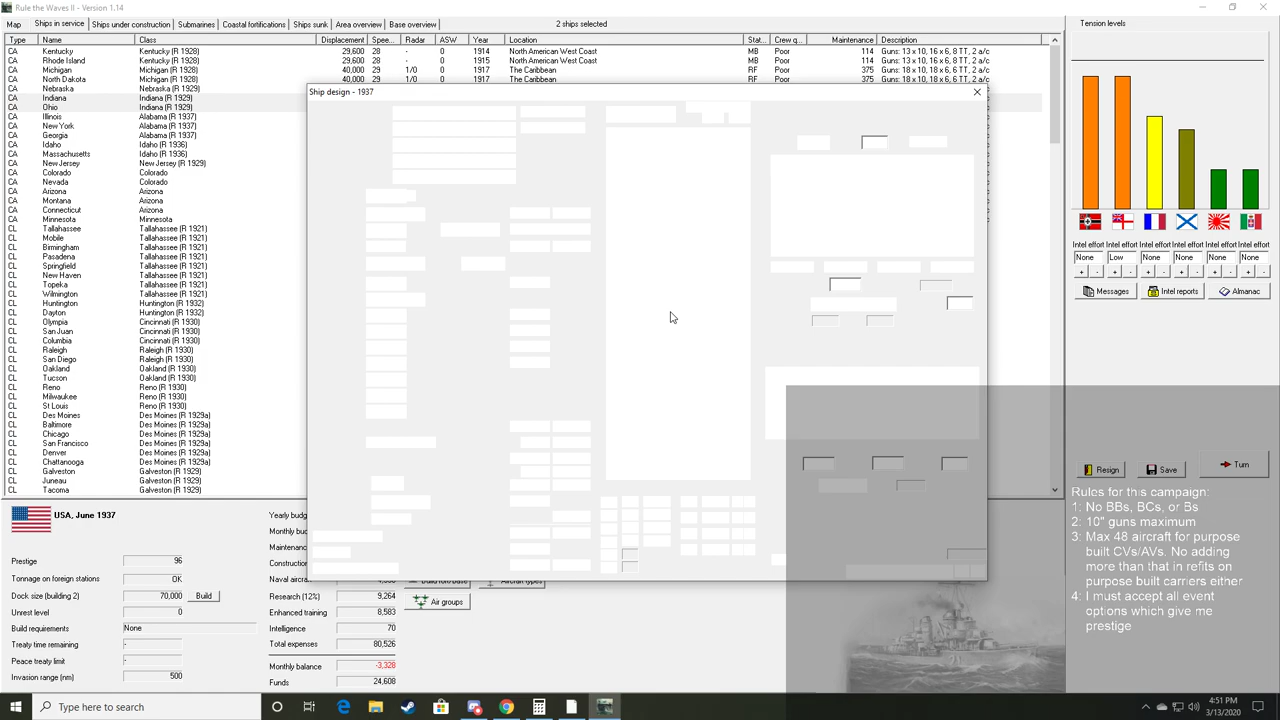 Rule the Waves II - Version 1.14
Map Ships in service Ships under construction Submarines Coastal fortifications Ships sunk Area overview Base overview 2 ships selected
Type Name Class Displacement Spee... Radar ASW Year Location Stat... Crew q... Maintenance Description
CA Kentucky Kentucky (R 1928) 29,600 28 - 0 1914 North American West Coast MB Poor 114 Guns: 13 x 10, 16 x 6, 8 TT, 2 a/c
CA Rhode Island Kentucky (R 1928) 29,600 28 - 0 1915 North American West Coast MB Poor 114 Guns: 13 x 10, 16 x 6, 8 TT, 2 a/c
CA Michigan Michigan (R 1928) 40,000 29 1/0 0 1917 The Caribbean RF Poor 375 Guns: 18 x 10, 18 x 6, 6 TT, 2 a/c
CA North Dakota Michigan (R 1928) 40,000 29 1/0 0 1917 The Caribbean RF Poor 375 Guns: 18 x 10, 18 x 6, 6 TT, 2 a/c
CA Nebraska Nebraska (R 1929)
CA Indiana Indiana (R 1929)
CA Ohio Indiana (R 1929)
CA Illinois Alabama (R 1937)
CA New York Alabama (R 1937)
CA Georgia Alabama (R 1937)
CA Idaho Idaho (R 1936)
CA Massachusetts Massachusetts (R 1937)
CA New Jersey New Jersey (R 1929)
CA Colorado Colorado
CA Nevada Colorado
CA Arizona Arizona
CA Montana Arizona
CA Connecticut Arizona
CA Minnesota Minnesota
CL Tallahassee Tallahassee (R 1921)
CL Mobile Tallahassee (R 1921)
CL Birmingham Tallahassee (R 1921)
CL Pasadena Tallahassee (R 1921)
CL Springfield Tallahassee (R 1921)
CL New Haven Tallahassee (R 1921)
CL Topeka Tallahassee (R 1921)
CL Wilmington Tallahassee (R 1921)
CL Huntington Huntington (R 1932)
CL Dayton Huntington (R 1932)
CL Olympia Cincinnati (R 1930)
CL San Juan Cincinnati (R 1930)
CL Columbia Cincinnati (R 1930)
CL Raleigh Raleigh (R 1930)
CL San Diego Raleigh (R 1930)
CL Oakland Oakland (R 1930)
CL Tucson Oakland (R 1930)
CL Reno Reno (R 1930)
CL Milwaukee Reno (R 1930)
CL St Louis Reno (R 1930)
CL Des Moines Des Moines (R 1929a)
CL Baltimore Des Moines (R 1929a)
CL Chicago Des Moines (R 1929a)
CL San Francisco Des Moines (R 1929a)
CL Denver Des Moines (R 1929a)
CL Chattanooga Des Moines (R 1929a)
CL Galveston Galveston (R 1929)
CL Juneau Galveston (R 1929)
CL Tacoma Galveston (R 1929)
Ship design - 1937
Tension levels
Intel effort Intel effort Intel effort Intel effort Intel effort Intel effort
None Low None None None None
+ - + - + - + - + - + -
Messages Intel reports Almanac
Resign Save Turn
Rules for this campaign:
1: No BBs, BCs, or Bs
2: 10" guns maximum
3: Max 48 aircraft for purpose
built CVs/AVs. No adding
more than that in refits on
purpose built carriers either
4: I must accept all event
options which give me
prestige
USA, June 1937
Prestige 96
Tonnage on foreign stations OK
Dock size (building 2) 70,000 Build
Unrest level 0
Build requirements None
Treaty time remaining -
Peace treaty limit -
Invasion range (nm) 500
Yearly budg
Monthly bu
Maintenanc
Construction
Naval aircraf
Research (12%) 9,264
Enhanced training 8,583
Intelligence 70
Total expenses 80,526
Monthly balance -3,328
Funds 24,608
Aircraft types
Air groups
Type here to search
4:51 PM
3/13/2020